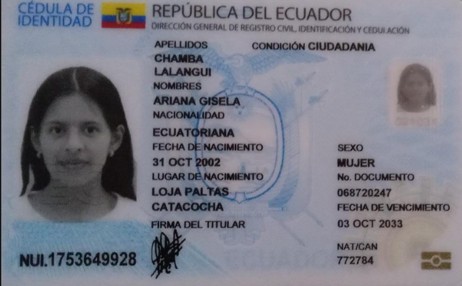 CÉDULA DE IDENTIDAD
REPÚBLICA DEL ECUADOR
DIRECCIÓN GENERAL DE REGISTRO CIVIL, IDENTIFICACIÓN Y CEDULACIÓN
APELLIDOS
CONDICIÓN CIUDADANIA
CHAMBA
LALANGUI
NOMBRES
ARIANA GISELA
NACIONALIDAD
ECUATORIANA
FECHA DE NACIMIENTO
SEXO
31 OCT 2002
MUJER
LUGAR DE NACIMIENTO
No. DOCUMENTO
LOJA PALTAS
068720247
CATACOCHA
FECHA DE VENCIMIENTO
FIRMA DEL TITULAR
03 OCT 2033
NAT/CAN
NUI.1753649928
772784